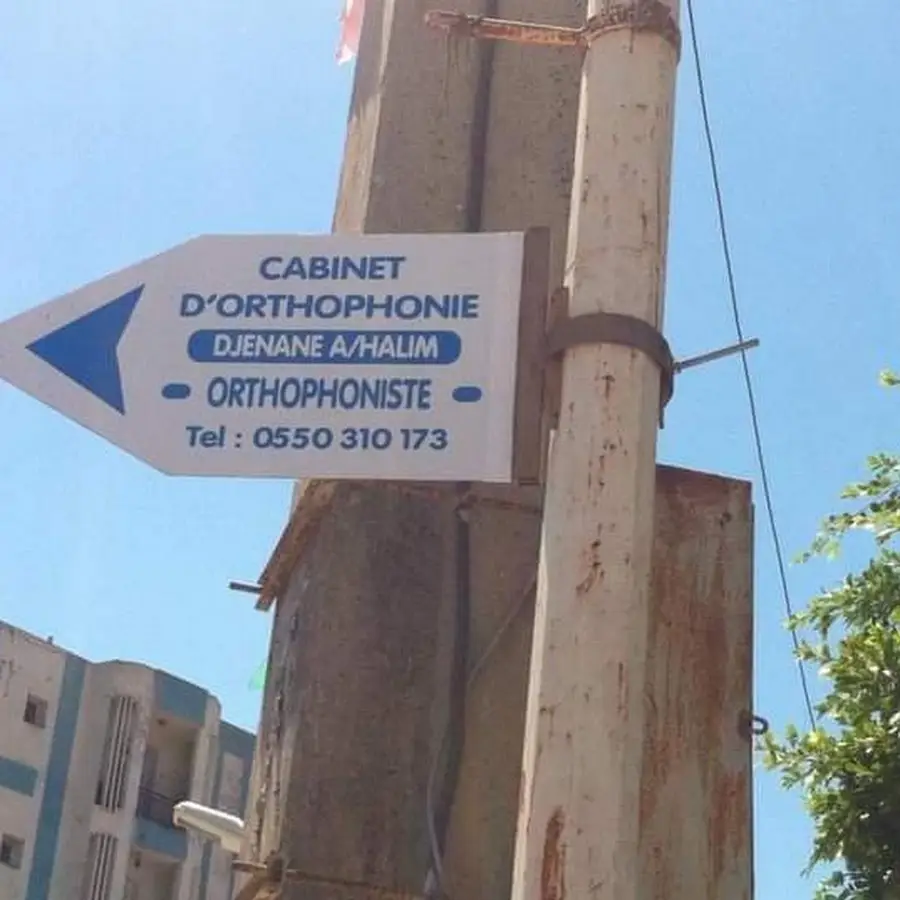 CABINET
D'ORTHOPHONIE
DJENANE A/HALIM
ORTHOPHONISTE
Tel : 0550 310 173